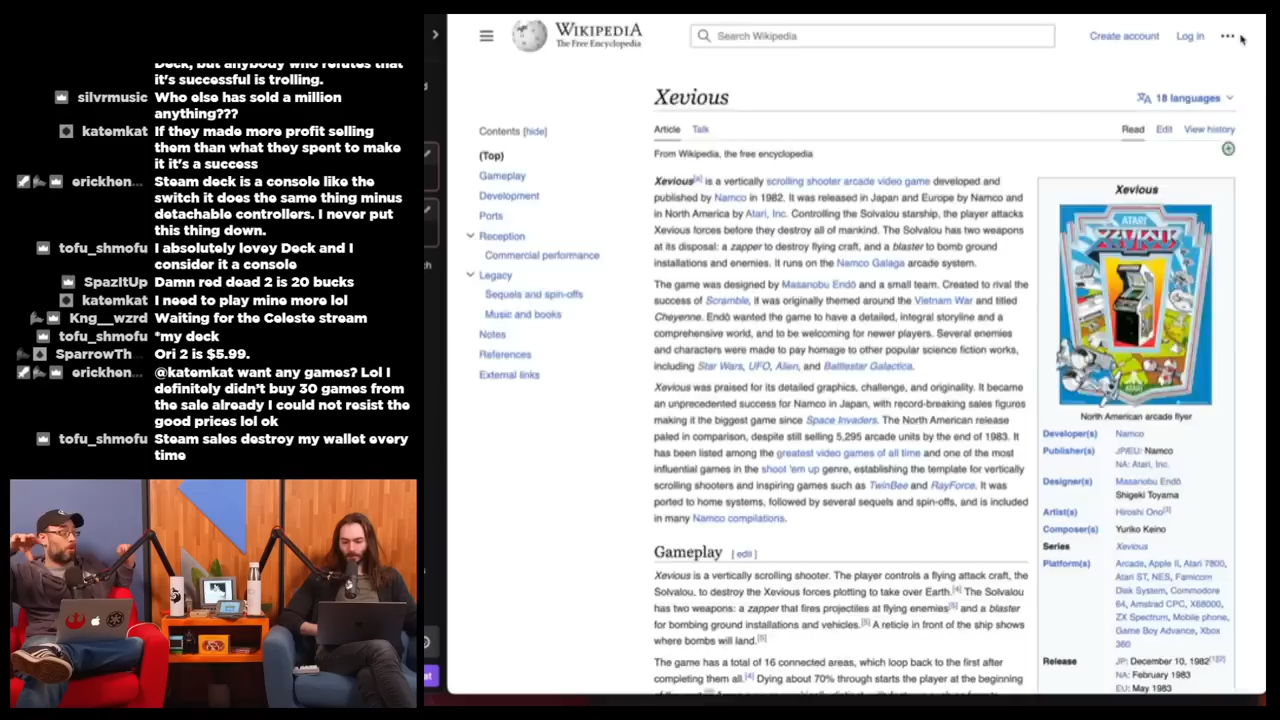 Deck, but anybody who refutes that
it's successful is trolling.
silvrmusic Who else has sold a million
anything???
katemkat If they made more profit selling
them than what they spent to make
it it's a success
erickhen... Steam deck is a console like the
switch it does the same thing minus
detachable controllers. I never put
this thing down.
tofu_shmofu I absolutely lovey Deck and I
consider it a console
SpazItUp Damn red dead 2 is 20 bucks
katemkat I need to play mine more lol
Kng__wzrd Waiting for the Celeste stream
tofu_shmofu *my deck
SparrowTh... Ori 2 is $5.99.
erickhen... @katemkat want any games? Lol I
definitely didn't buy 30 games from
the sale already I could not resist the
good prices lol ok
tofu_shmofu Steam sales destroy my wallet every
time
WIKIPEDIA
The Free Encyclopedia
Search Wikipedia
Create account Log in
Xevious
18 languages
Article Talk
Read Edit View history
From Wikipedia, the free encyclopedia
Contents [hide]
(Top)
Gameplay
Development
Ports
Reception
Commercial performance
Legacy
Sequels and spin-offs
Music and books
Notes
References
External links
Xevious[a] is a vertically scrolling shooter arcade video game developed and
published by Namco in 1982. It was released in Japan and Europe by Namco and
in North America by Atari, Inc. Controlling the Solvalou starship, the player attacks
Xevious forces before they destroy all of mankind. The Solvalou has two weapons
at its disposal: a zapper to destroy flying craft, and a blaster to bomb ground
installations and enemies. It runs on the Namco Galaga arcade system.
The game was designed by Masanobu Endō and a small team. Created to rival the
success of Scramble, it was originally themed around the Vietnam War and titled
Cheyenne. Endō wanted the game to have a detailed, integral storyline and a
comprehensive world, and to be welcoming for newer players. Several enemies
and characters were made to pay homage to other popular science fiction works,
including Star Wars, UFO, Alien, and Battlestar Galactica.
Xevious was praised for its detailed graphics, challenge, and originality. It became
an unprecedented success for Namco in Japan, with record-breaking sales figures
making it the biggest game since Space Invaders. The North American release
paled in comparison, despite still selling 5,295 arcade units by the end of 1983. It
has been listed among the greatest video games of all time and one of the most
influential games in the shoot 'em up genre, establishing the template for vertically
scrolling shooters and inspiring games such as TwinBee and RayForce. It was
ported to home systems, followed by several sequels and spin-offs, and is included
in many Namco compilations.
Gameplay [ edit ]
Xevious is a vertically scrolling shooter. The player controls a flying attack craft, the
Solvalou, to destroy the Xevious forces plotting to take over Earth.[4] The Solvalou
has two weapons: a zapper that fires projectiles at flying enemies[5] and a blaster
for bombing ground installations and vehicles.[5] A reticle in front of the ship shows
where bombs will land.[5]
The game has a total of 16 connected areas, which loop back to the first after
completing them all.[4] Dying about 70% through starts the player at the beginning
Xevious
ATARI
XEVIOUS
North American arcade flyer
Developer(s) Namco
Publisher(s) JP/EU: Namco
NA: Atari, Inc.
Designer(s) Masanobu Endō
Shigeki Toyama
Artist(s) Hiroshi Ono[3]
Composer(s) Yuriko Keino
Series Xevious
Platform(s) Arcade, Apple II, Atari 7800,
Atari ST, NES, Famicom
Disk System, Commodore
64, Amstrad CPC, X68000,
ZX Spectrum, Mobile phone,
Game Boy Advance, Xbox
360
Release JP: December 10, 1982[1][2]
NA: February 1983
EU: May 1983